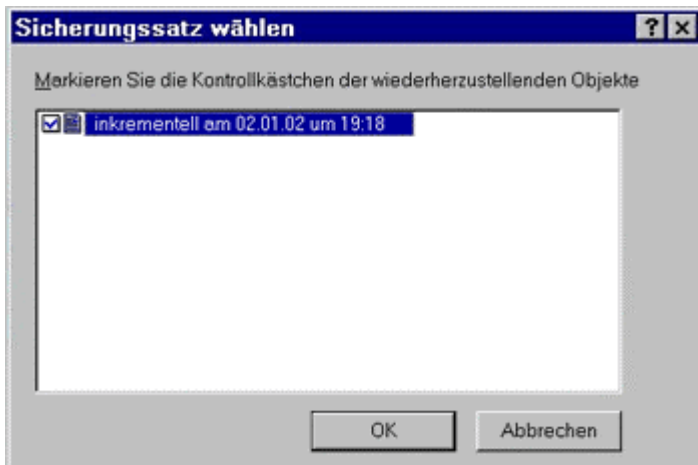 Sicherungssatz wählen
Markieren Sie die Kontrollkästchen der wiederherzustellenden Objekte
inkrementell am 02.01.02 um 19:18
OK
Abbrechen